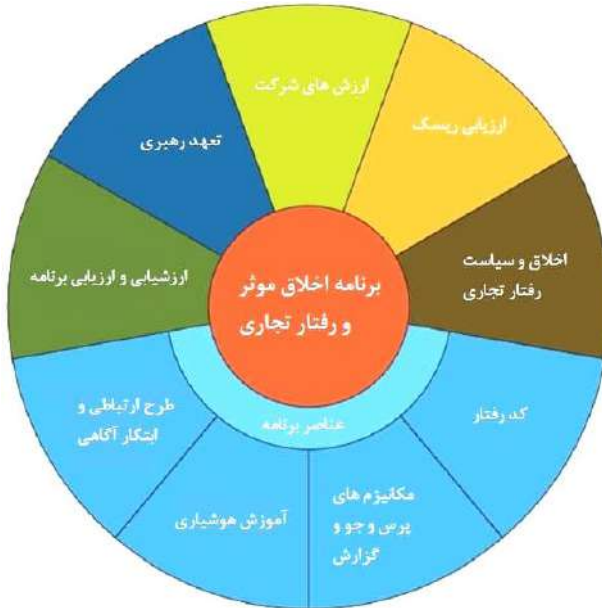 ارزش های شرکت
ارزیابی ریسک
تعهد رهبری
اخلاق و سیاست
رفتار تجاری
ارزشیابی و ارزیابی برنامه
برنامه اخلاق موثر
و رفتار تجاری
عناصر برنامه
کد رفتار
طرح ارتباطی و
ابتکار آگاهی
مکانیزم های
پرس و جو و
گزارش
آموزش هوشیاری